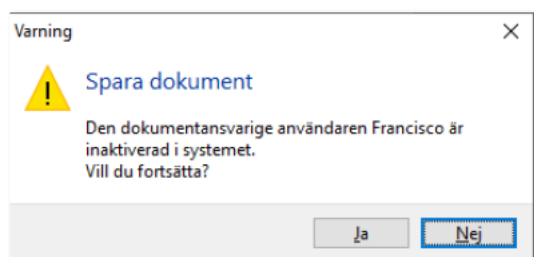 Varning
Spara dokument
Den dokumentansvarige användaren Francisco är
inaktiverad i systemet.
Vill du fortsätta?
Ja
Nej